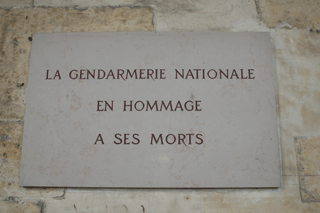 LA GENDARMERIE NATIONALE
EN HOMMAGE
A SES MORTS